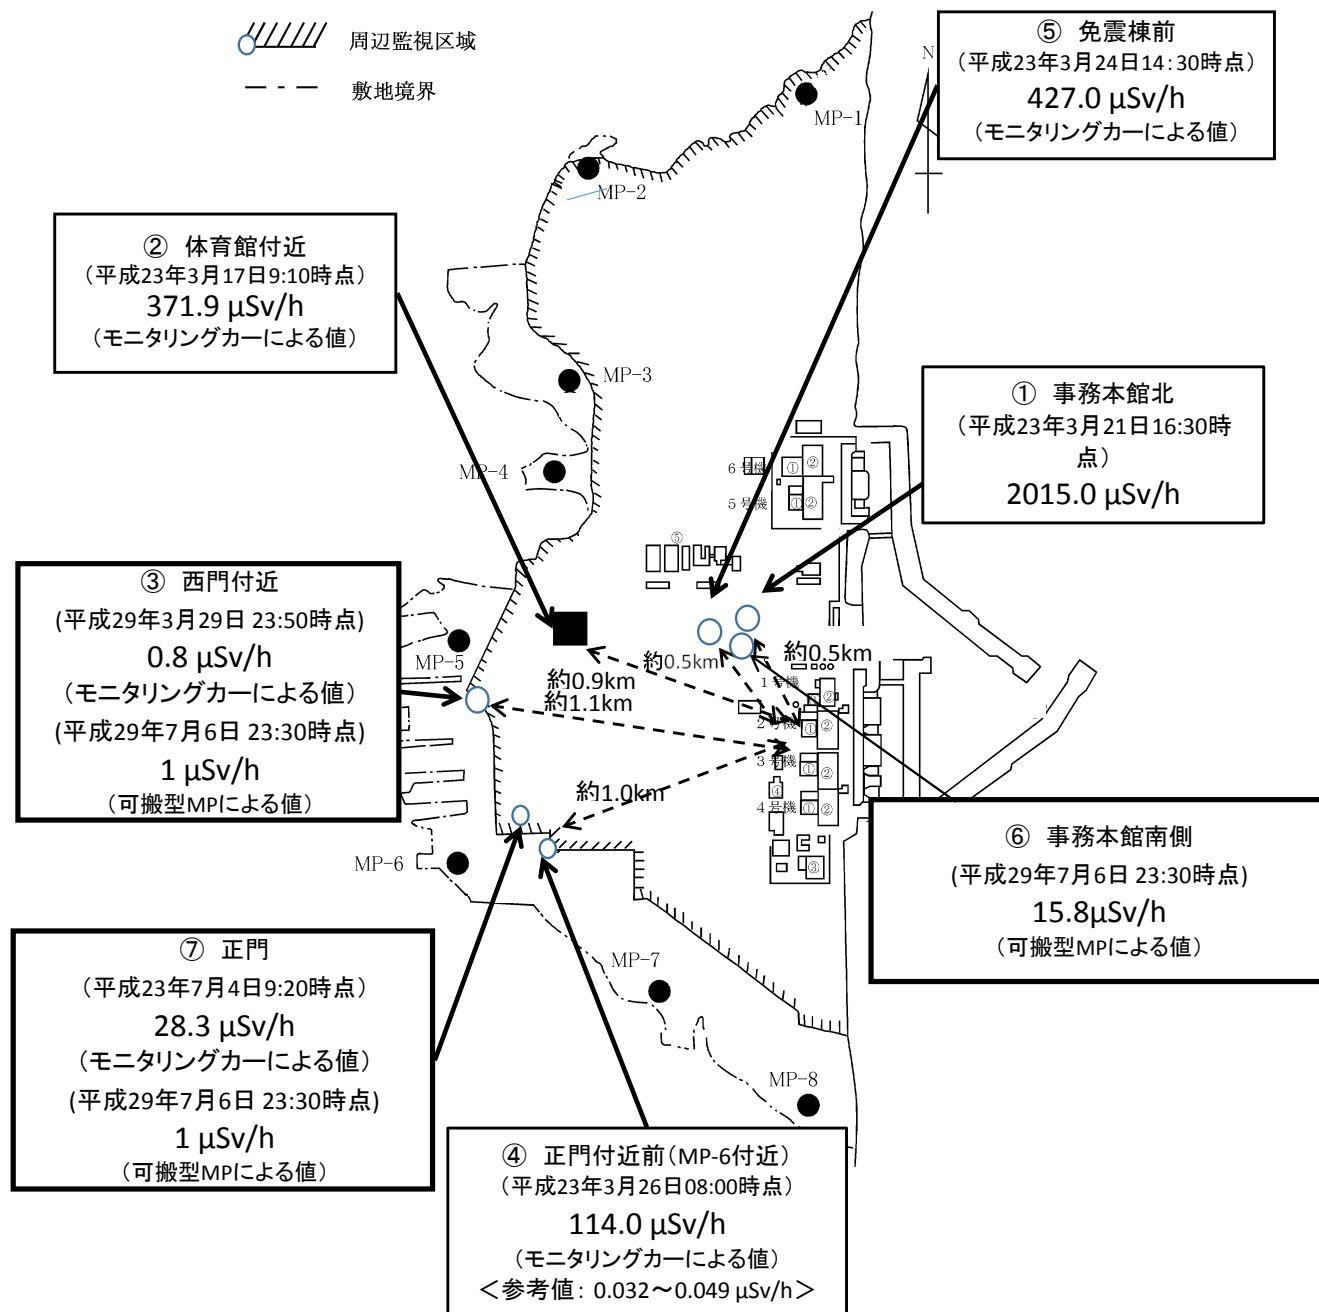 周辺監視区域
敷地境界
⑤ 免震棟前
（平成23年3月24日14:30時点）
427.0 μSv/h
（モニタリングカーによる値）
N
MP-1
MP-2
② 体育館付近
（平成23年3月17日9:10時点）
371.9 μSv/h
（モニタリングカーによる値）
MP-3
① 事務本館北
（平成23年3月21日16:30時
点）
2015.0 μSv/h
MP-4
6号機
①
②
5号機
①
②
⑤
③ 西門付近
(平成29年3月29日 23:50時点)
0.8 μSv/h
（モニタリングカーによる値）
(平成29年7月6日 23:30時点)
1 μSv/h
（可搬型MPによる値）
MP-5
約0.5km
約0.5km
約0.9km
約1.1km
約1.0km
1号機
②
2号機
①
②
3号機
①
②
④
4号機
①
②
③
MP-6
⑥ 事務本館南側
(平成29年7月6日 23:30時点)
15.8μSv/h
（可搬型MPによる値）
⑦ 正門
（平成23年7月4日9:20時点）
28.3 μSv/h
（モニタリングカーによる値）
(平成29年7月6日 23:30時点)
1 μSv/h
（可搬型MPによる値）
MP-7
MP-8
④ 正門付近前（MP-6付近）
（平成23年3月26日08:00時点）
114.0 μSv/h
（モニタリングカーによる値）
＜参考値： 0.032～0.049 μSv/h＞